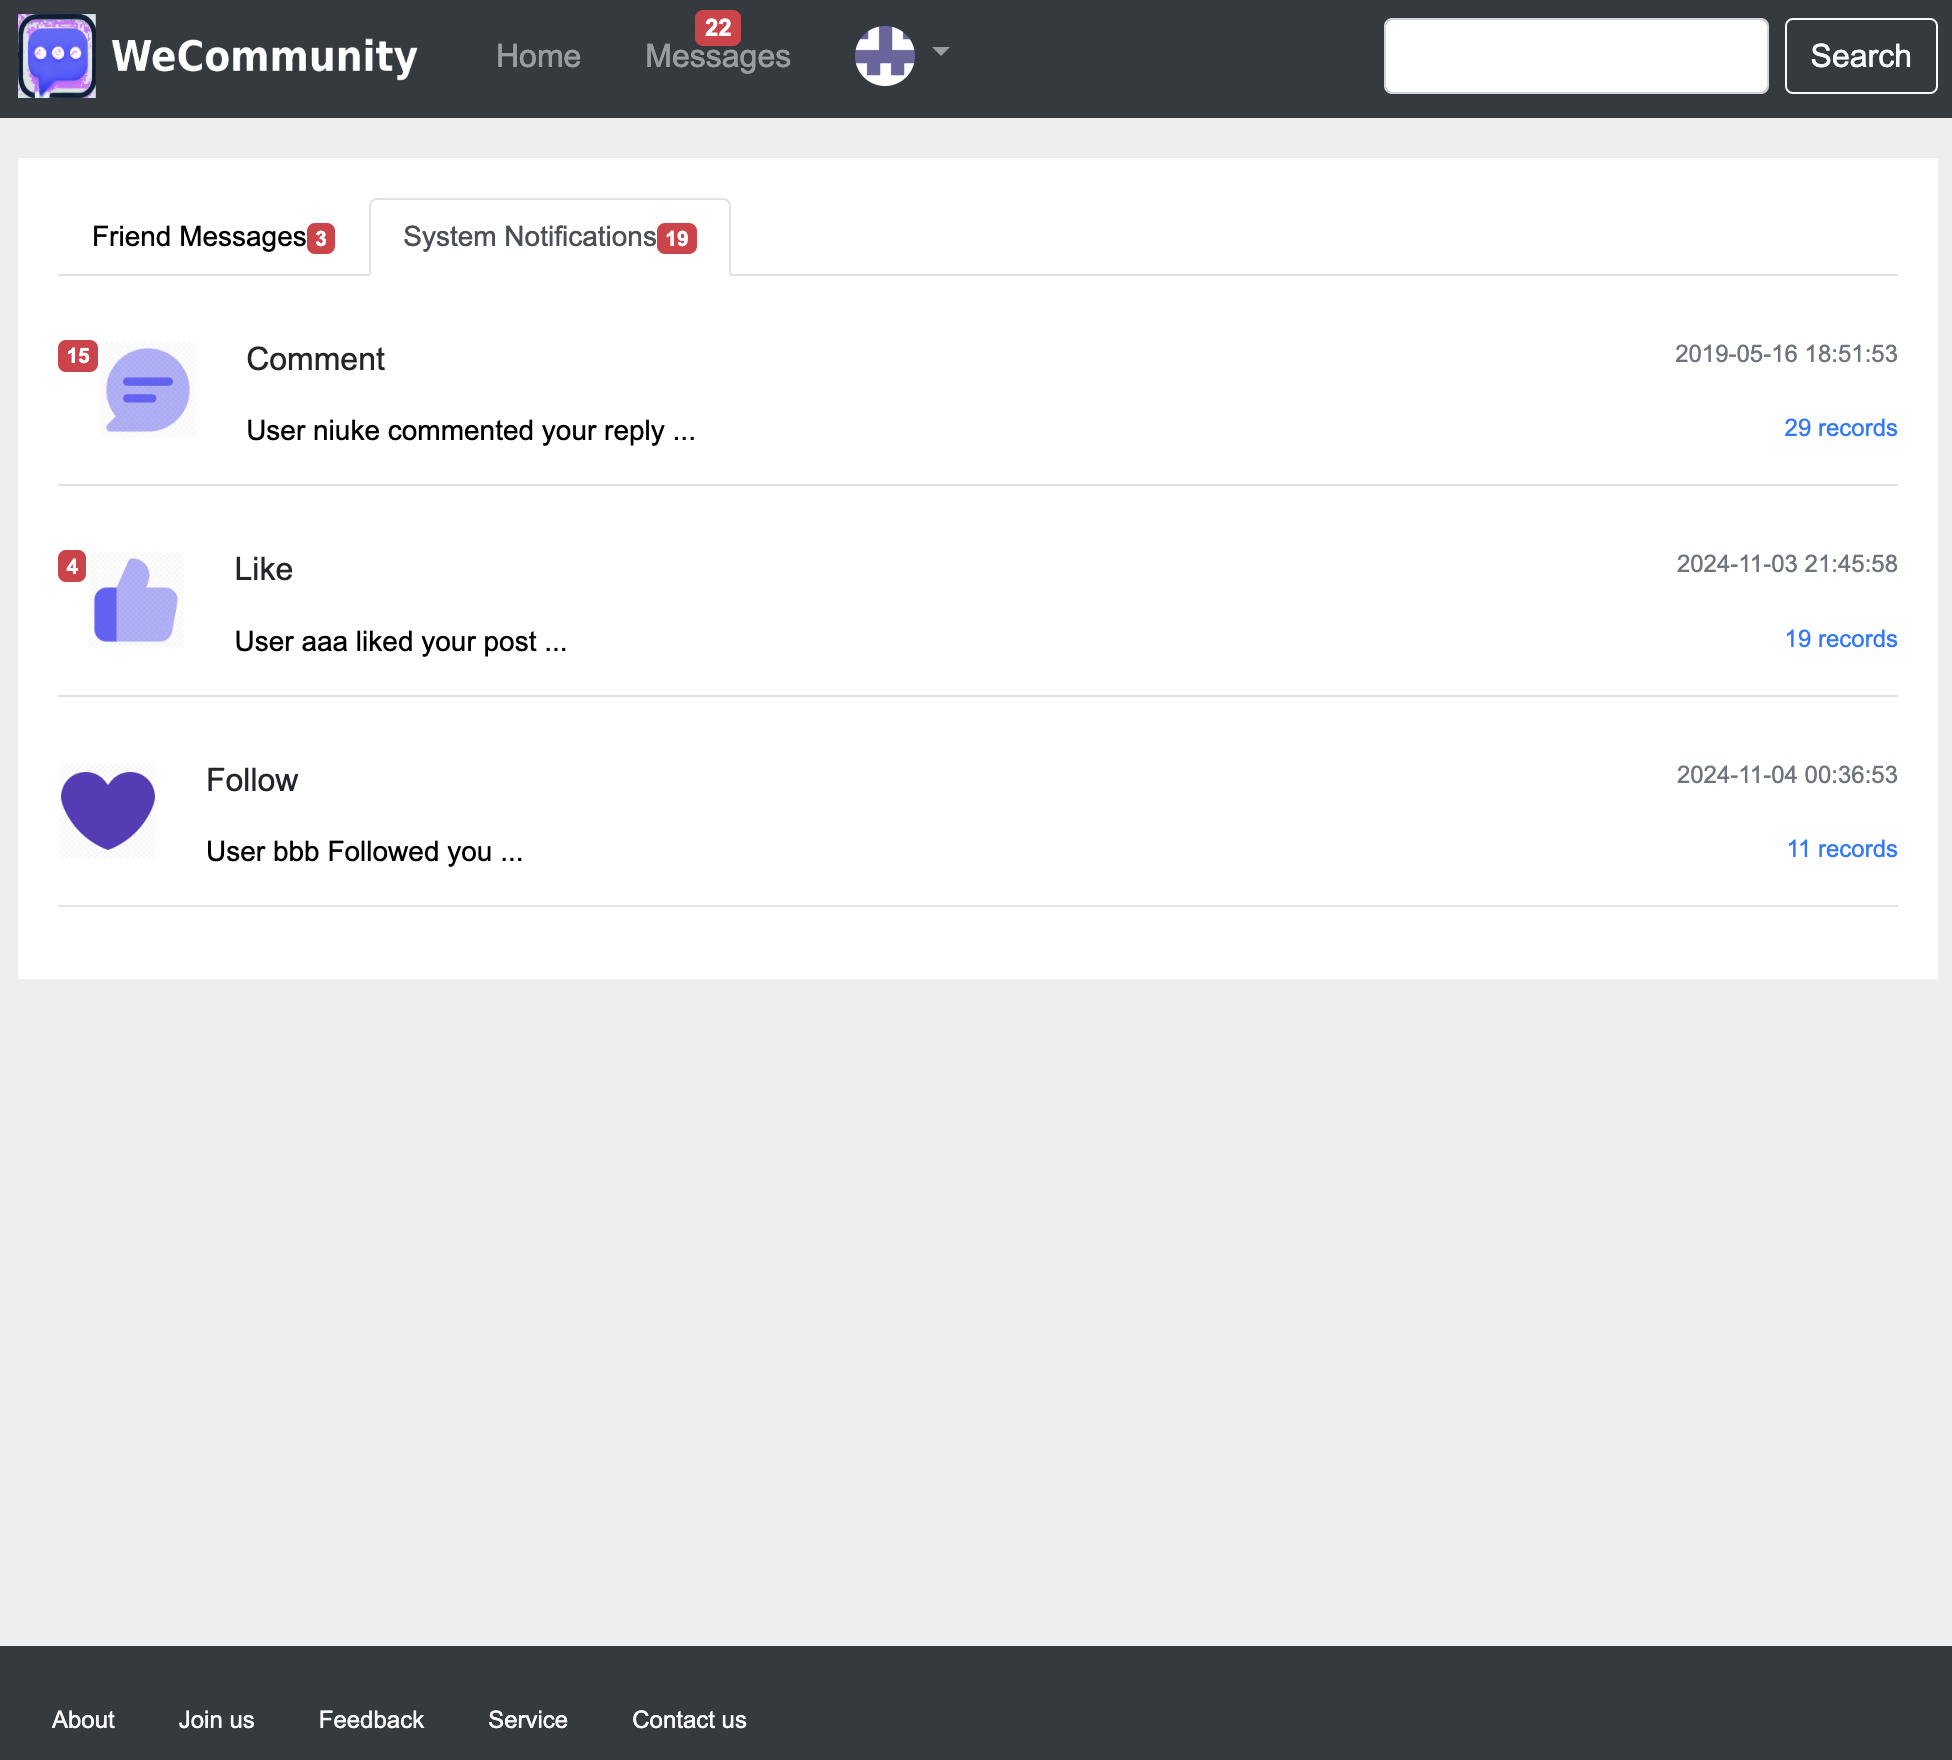 WeCommunity Home Messages 22 Search
Friend Messages 3 System Notifications 19
15 Comment 2019-05-16 18:51:53
User niuke commented your reply ... 29 records
4 Like 2024-11-03 21:45:58
User aaa liked your post ... 19 records
Follow 2024-11-04 00:36:53
User bbb Followed you ... 11 records
About Join us Feedback Service Contact us